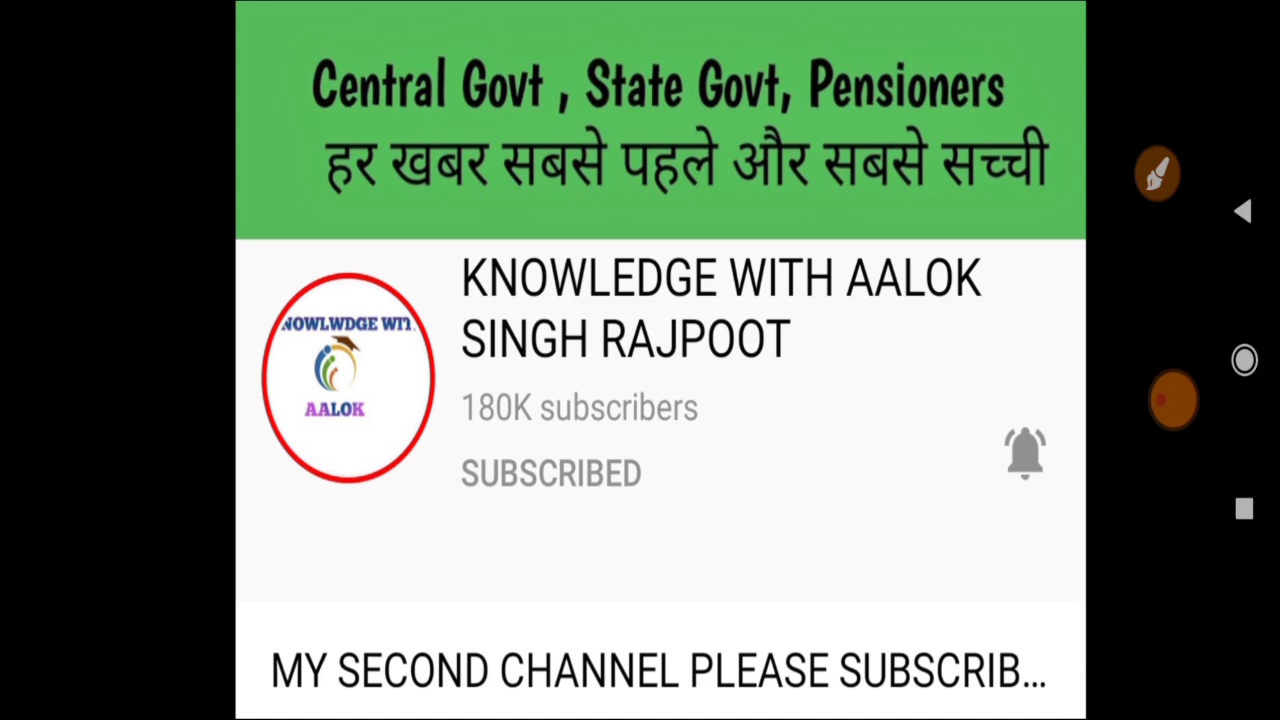 Central Govt , State Govt, Pensioners
हर खबर सबसे पहले और सबसे सच्ची
KNOWLEDGE WITH AALOK
SINGH RAJPOOT
NOWLWDGE WIT
AALOK
180K subscribers
SUBSCRIBED
MY SECOND CHANNEL PLEASE SUBSCRIB...